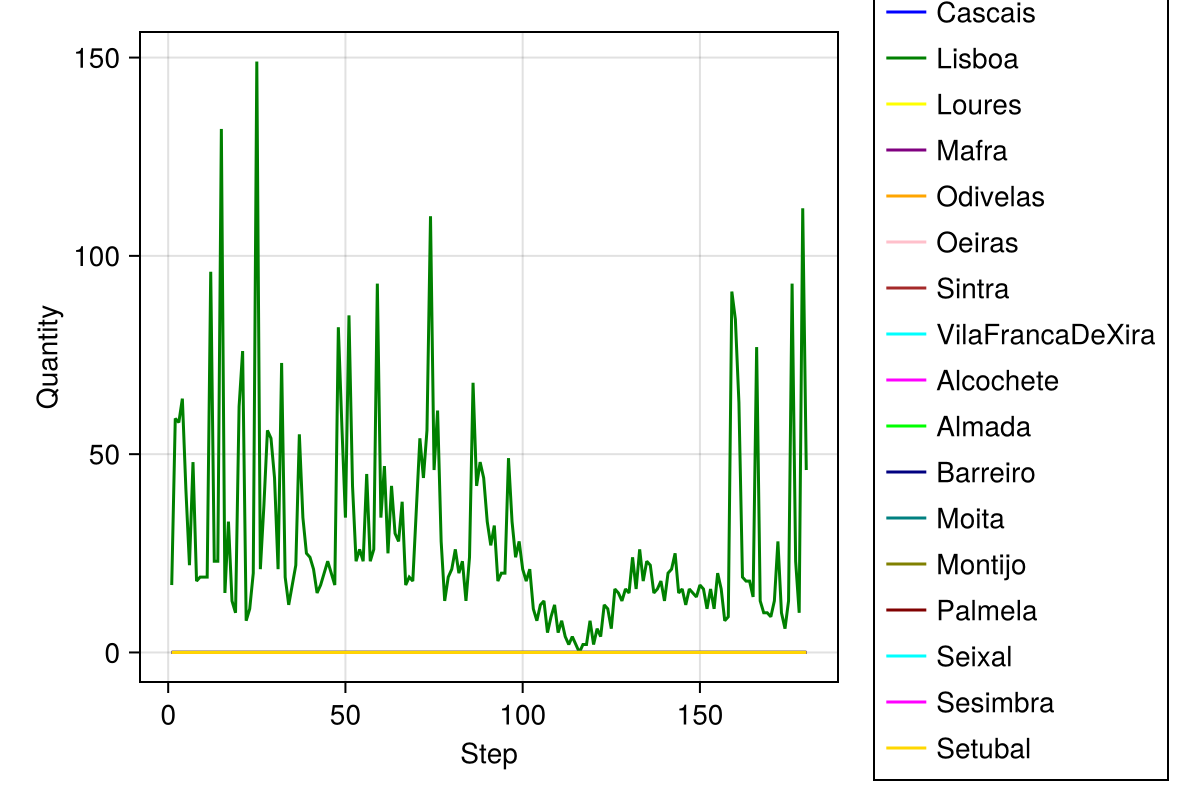 150
100
50
0
Quantity
0 50 100 150
Step
Cascais
Lisboa
Loures
Mafra
Odivelas
Oeiras
Sintra
VilaFrancaDeXira
Alcochete
Almada
Barreiro
Moita
Montijo
Palmela
Seixal
Sesimbra
Setubal